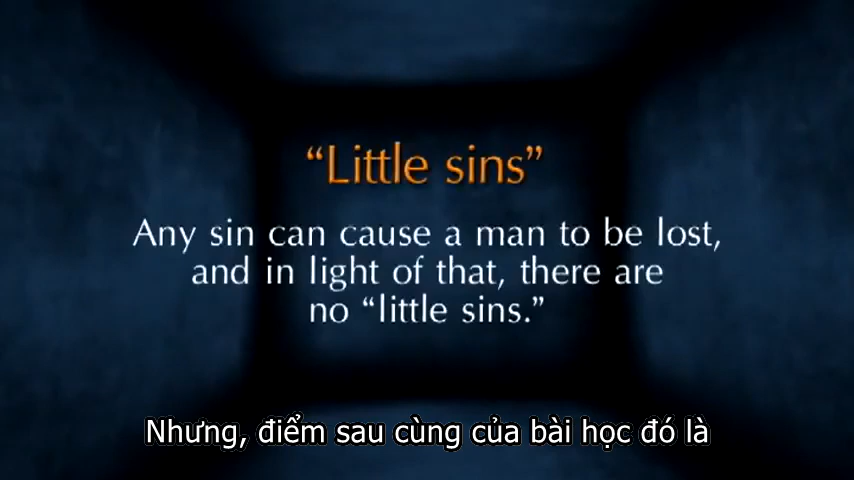 “Little sins”
Any sin can cause a man to be lost,
and in light of that, there are
no “little sins.”
Nhưng, điểm sau cùng của bài học đó là